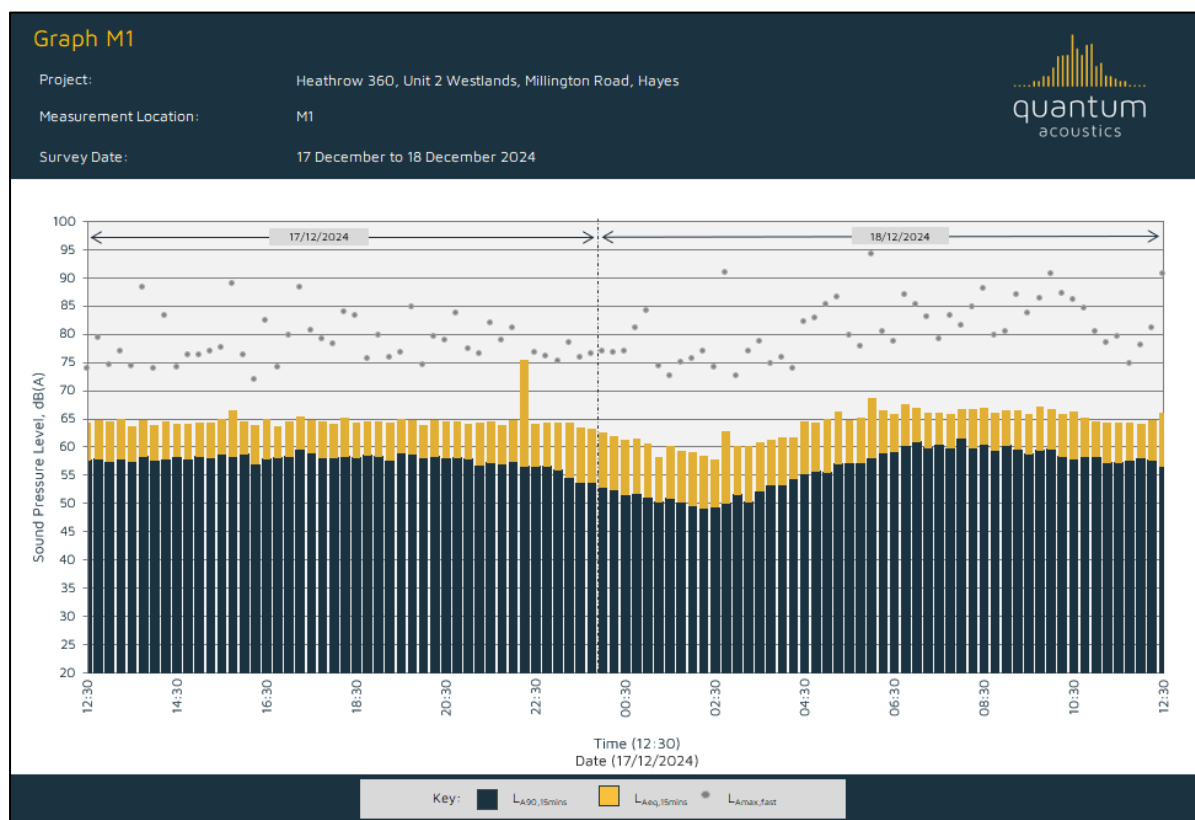 Graph M1
Project: Heathrow 360, Unit 2 Westlands, Millington Road, Hayes
Measurement Location: M1
Survey Date: 17 December to 18 December 2024
quantum
acoustics
17/12/2024 18/12/2024
100
95
90
85
80
75
70
65
60
55
50
45
40
35
30
25
20
Sound Pressure Level, dB(A)
12:30 14:30 16:30 18:30 20:30 22:30 00:30 02:30 04:30 06:30 08:30 10:30 12:30
Time (12:30)
Date (17/12/2024)
Key: LA90,15mins LAeq,15mins LAmax,fast